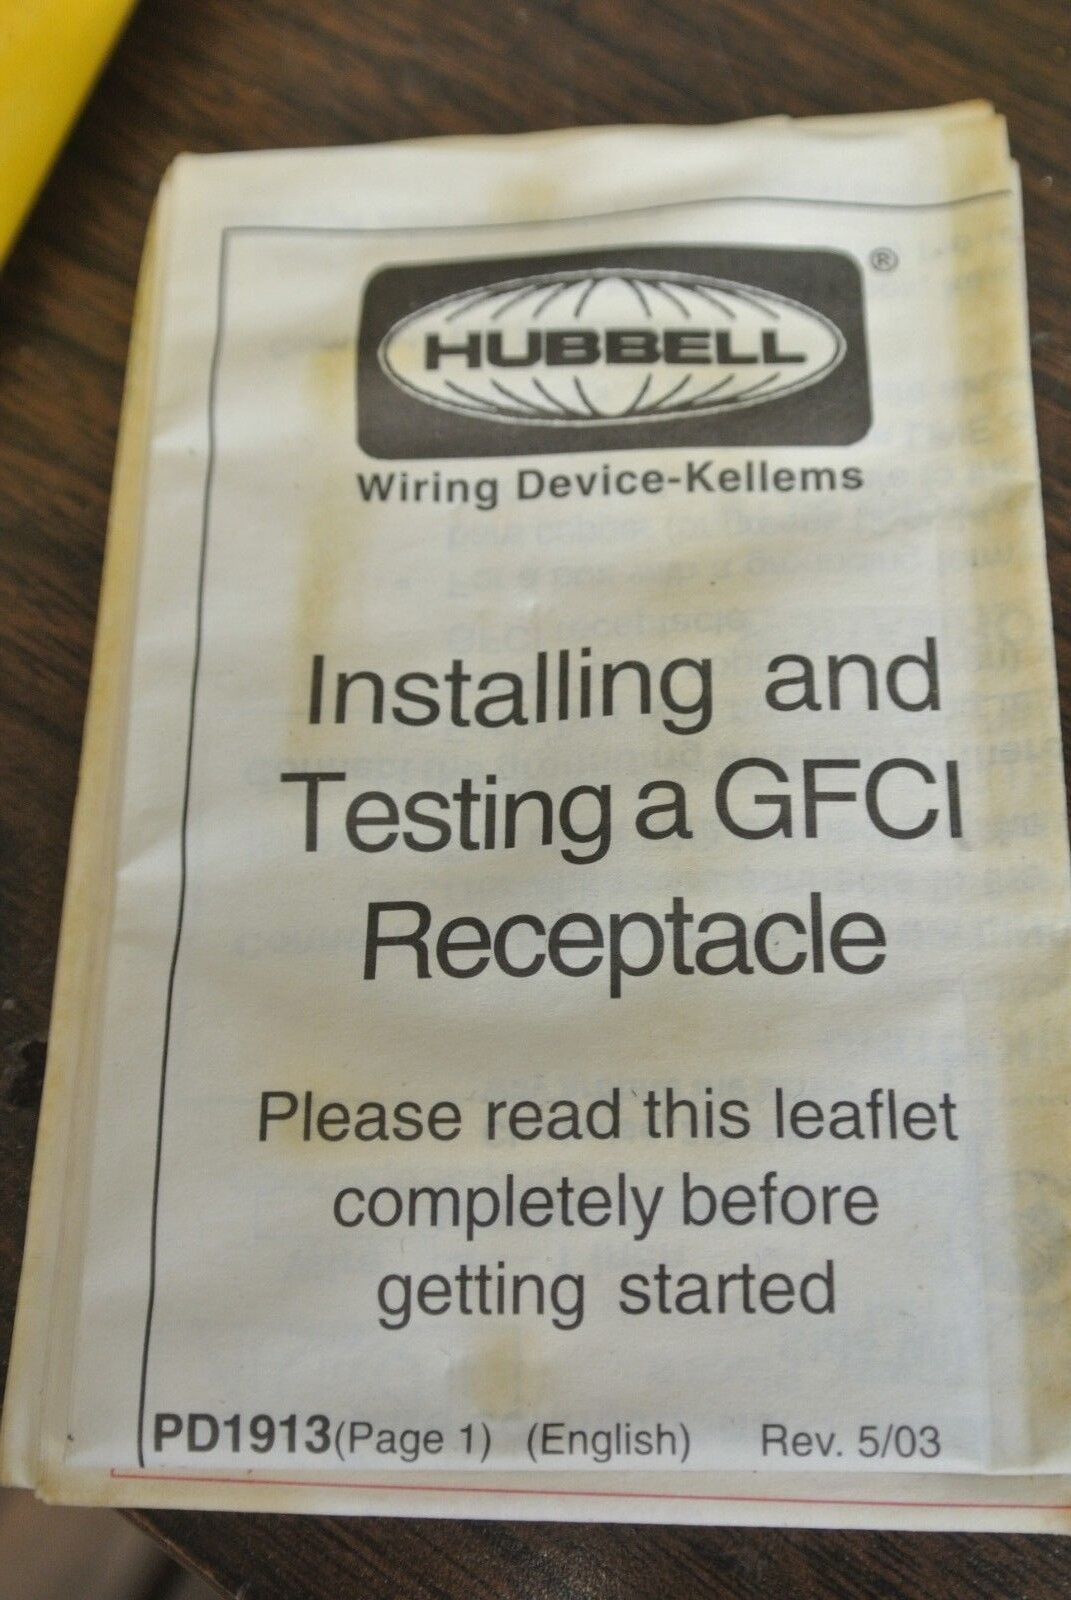 HUBBELL ®
Wiring Device-Kellems
Installing and
Testing a GFCI
Receptacle
Please read this leaflet
completely before
getting started
PD1913(Page 1) (English) Rev. 5/03